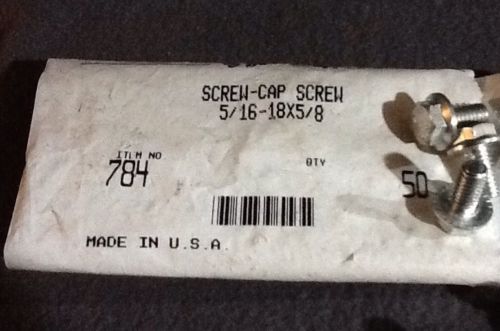 SCREW-CAP SCREW
5/16-18X5/8
ITEM NO QTY
784 50
MADE IN U.S.A.